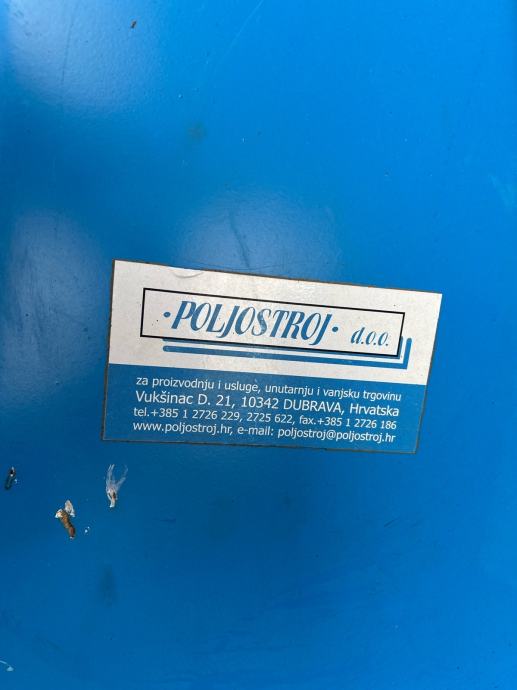 ·POLJOSTROJ· d.o.o.
za proizvodnju i usluge, unutarnju i vanjsku trgovinu
Vukšinac D. 21, 10342 DUBRAVA, Hrvatska
tel.+385 1 2726 229, 2725 622, fax.+385 1 2726 186
www.poljostroj.hr, e-mail: poljostroj@poljostroj.hr